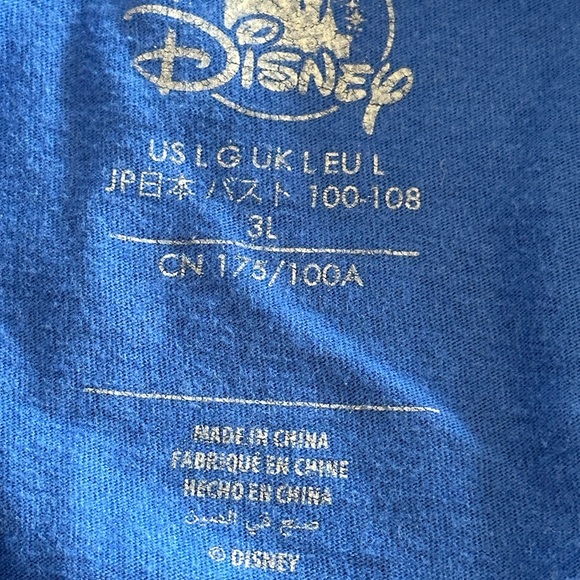 Disney
US L G UK L EU L
JP日本 バスト 100-108
3L
CN 175/100A
MADE IN CHINA
FABRIQUÉ EN CHINE
HECHO EN CHINA
صنع في الصين
© DISNEY